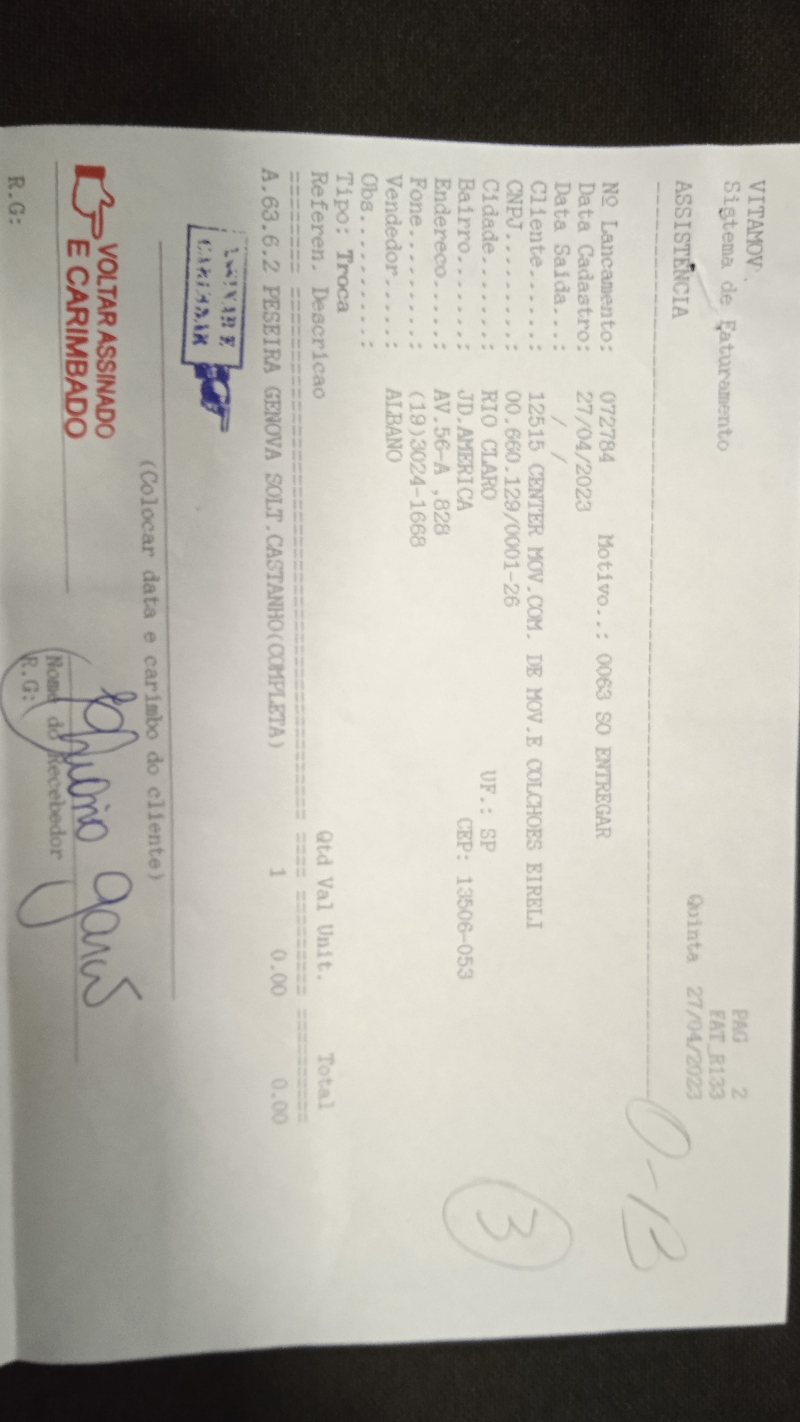 VITAMOV PAG 2
Sistema de Faturamento FAT_R133
ASSISTENCIA Quinta 27/04/2023
Nº Lancamento: 072784 Motivo..: 0063 SO ENTREGAR
Data Cadastro: 27/04/2023
Data Saida...: / /
Cliente......: 12515 CENTER MOV.COM. DE MOV.E COLCHOES EIRELI
CNPJ.........: 00.660.129/0001-26
Cidade.......: RIO CLARO UF.: SP
Bairro.......: JD.AMERICA CEP: 13506-053
Endereco.....: AV.56-A ,828
Fone.........: (19)3024-1668
Vendedor.....: ALBANO
Obs..........:
Tipo: Troca
Referen. Descricao Qtd Val Unit. Total
A.63.6.2 PESEIRA GENOVA SOLT.CASTANHO(COMPLETA) 1 0.00 0.00
0-B
3
E
CARIMBAR
(Colocar data e carimbo do cliente)
VOLTAR ASSINADO
E CARIMBADO
Nome do Recebedor
R.G:
R.G: